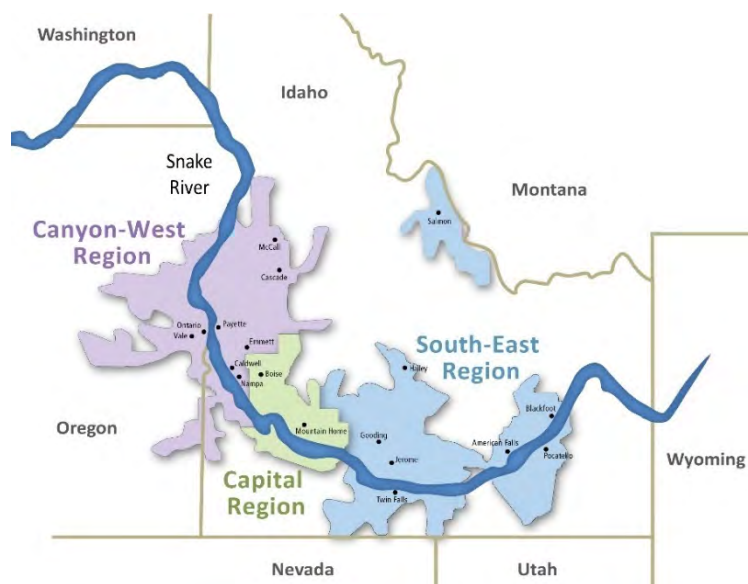 Washington
Idaho
Snake
River
Montana
Salmon
Canyon-West
Region
McCall
Cascade
Ontario
Payette
Vale
Emmett
South-East
Region
Caldwell
Boise
Hailey
Nampa
Blackfoot
Oregon
Mountain Home
Gooding
American Falls
Pocatello
Wyoming
Jerome
Capital
Region
Twin Falls
Nevada
Utah